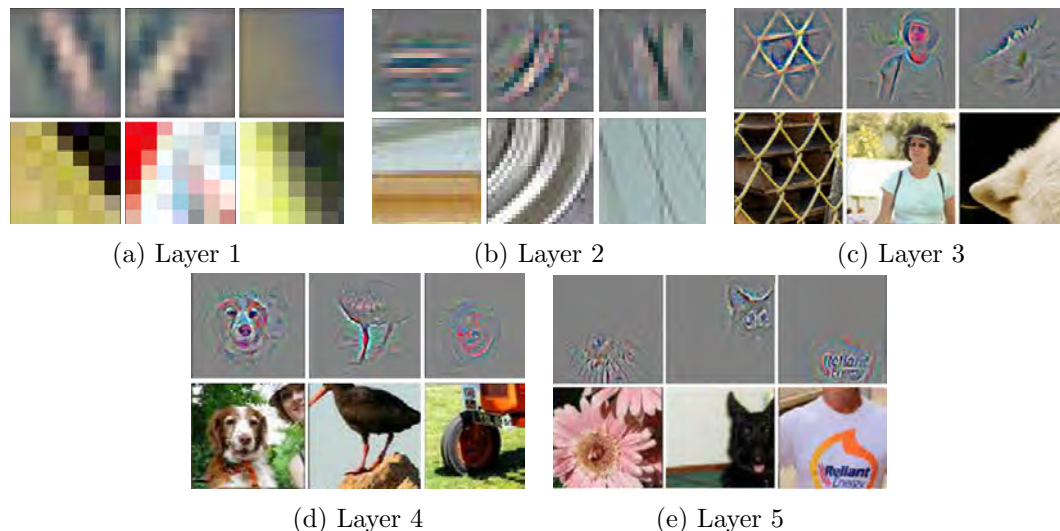 (a) Layer 1
(b) Layer 2
(c) Layer 3
Reliant
Energy
Reliant
Energy
(d) Layer 4
(e) Layer 5